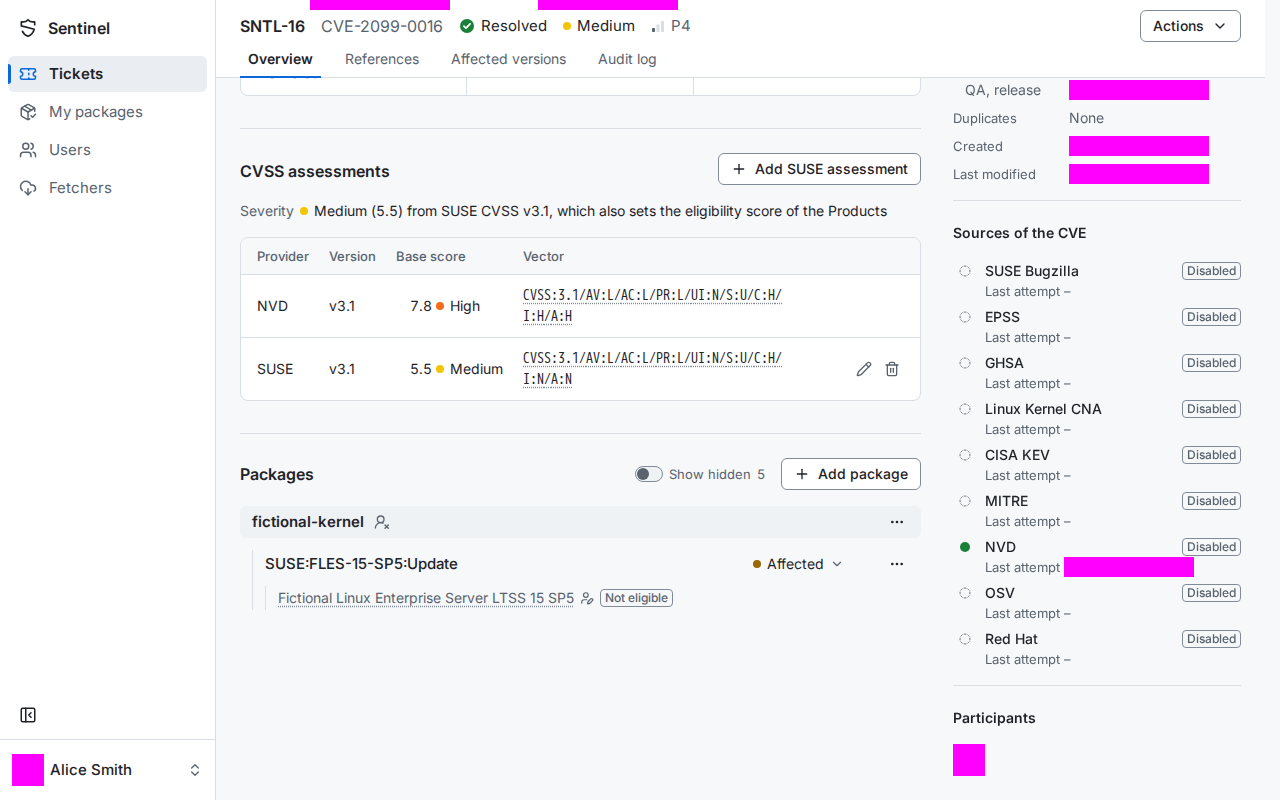 Sentinel
Tickets
My packages
Users
Fetchers
Alice Smith
SNTL-16 CVE-2099-0016 Resolved Medium P4
Actions
Overview References Affected versions Audit log
CVSS assessments
Add SUSE assessment
Severity Medium (5.5) from SUSE CVSS v3.1, which also sets the eligibility score of the Products
Provider Version Base score Vector
NVD v3.1 7.8 High CVSS:3.1/AV:L/AC:L/PR:L/UI:N/S:U/C:H/
I:H/A:H
SUSE v3.1 5.5 Medium CVSS:3.1/AV:L/AC:L/PR:L/UI:N/S:U/C:H/
I:N/A:N
Packages
Show hidden 5
Add package
fictional-kernel
SUSE:FLES-15-SP5:Update Affected
Fictional Linux Enterprise Server LTSS 15 SP5 Not eligible
QA, release
Duplicates None
Created
Last modified
Sources of the CVE
SUSE Bugzilla Disabled
Last attempt –
EPSS Disabled
Last attempt –
GHSA Disabled
Last attempt –
Linux Kernel CNA Disabled
Last attempt –
CISA KEV Disabled
Last attempt –
MITRE Disabled
Last attempt –
NVD Disabled
Last attempt
OSV Disabled
Last attempt –
Red Hat Disabled
Last attempt –
Participants